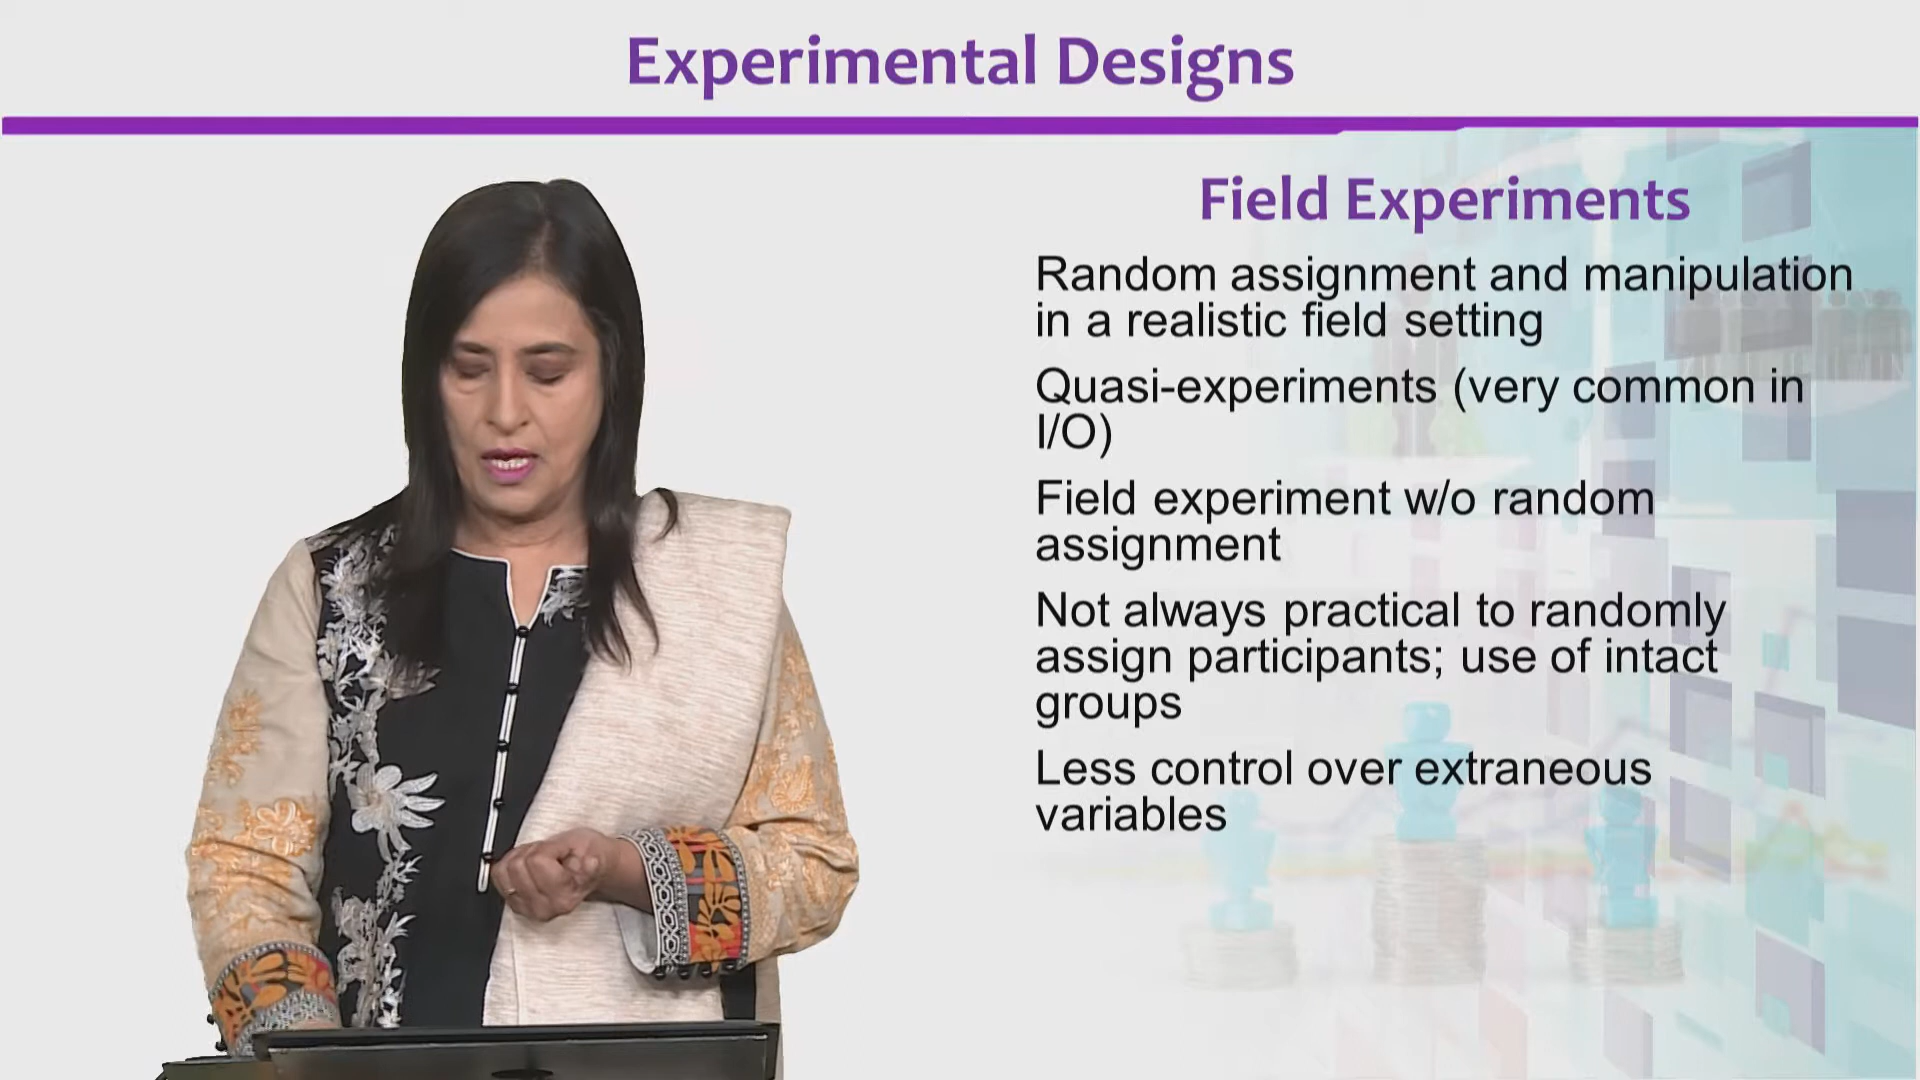 Experimental Designs
Field Experiments
Random assignment and manipulation
in a realistic field setting
Quasi-experiments (very common in
I/O)
Field experiment w/o random
assignment
Not always practical to randomly
assign participants; use of intact
groups
Less control over extraneous
variables